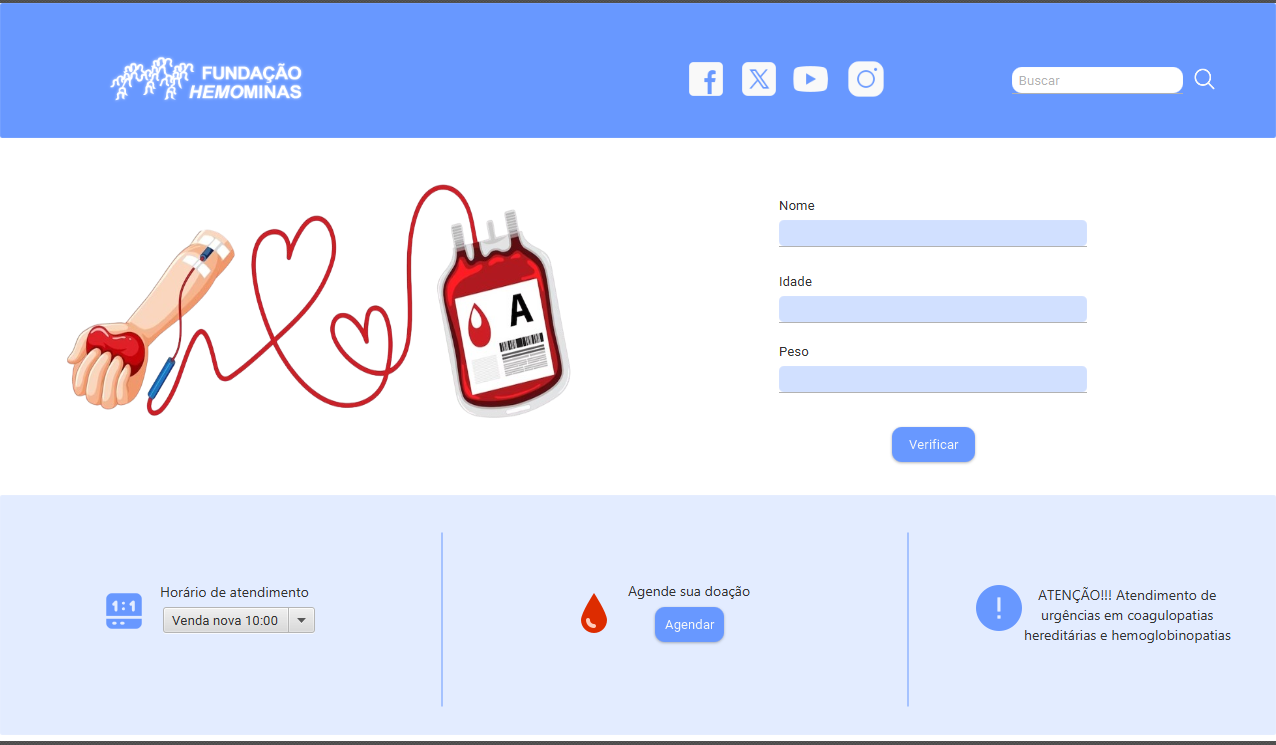 FUNDAÇÃO
HEMOMINAS
Buscar
Nome
Idade
Peso
A
Verificar
Horário de atendimento
Venda nova 10:00
1:1
Agende sua doação
Agendar
!
ATENÇÃO!!! Atendimento de
urgências em coagulopatias
hereditárias e hemoglobinopatias